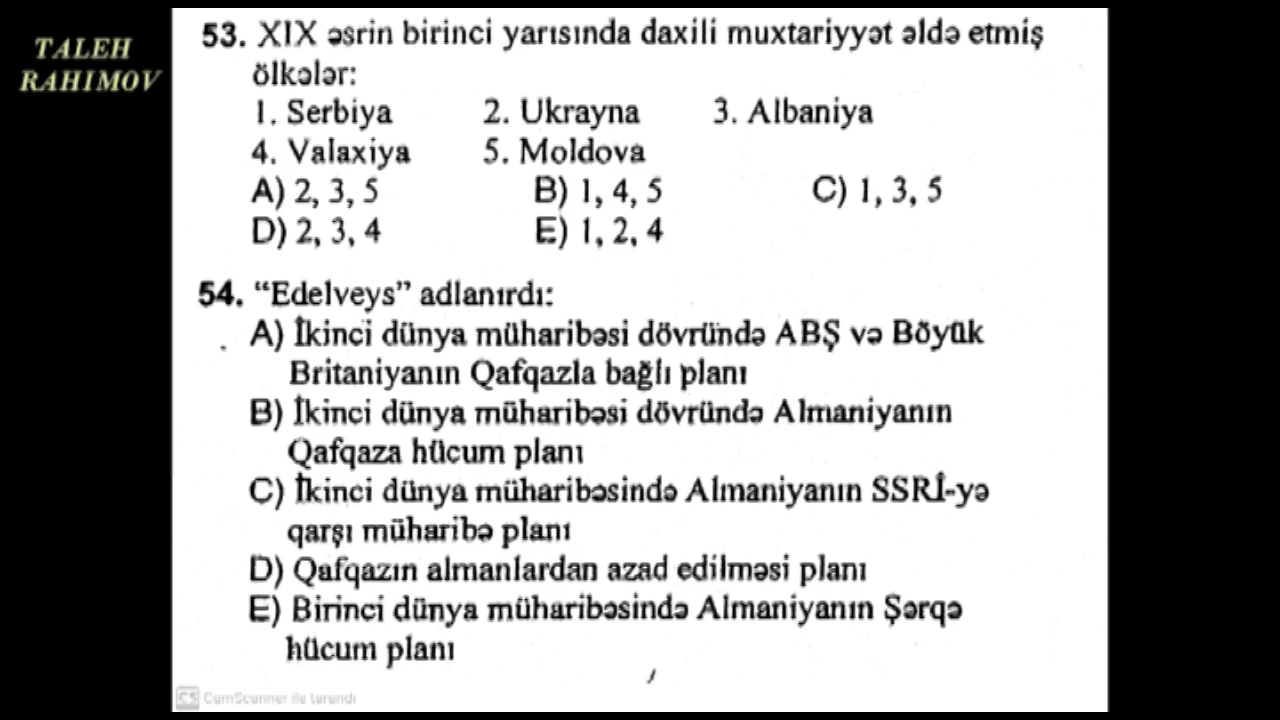 TALEH
RAHIMOV
53. XIX əsrin birinci yarısında daxili muxtariyyət əldə etmiş
ölkələr:
1. Serbiya 2. Ukrayna 3. Albaniya
4. Valaxiya 5. Moldova
A) 2, 3, 5 B) 1, 4, 5 C) 1, 3, 5
D) 2, 3, 4 E) 1, 2, 4
54. “Edelveys” adlanırdı:
A) İkinci dünya müharibəsi dövründə ABŞ və Böyük
Britaniyanın Qafqazla bağlı planı
B) İkinci dünya müharibəsi dövründə Almaniyanın
Qafqaza hücum planı
C) İkinci dünya müharibəsində Almaniyanın SSRİ-yə
qarşı müharibə planı
D) Qafqazın almanlardan azad edilməsi planı
E) Birinci dünya müharibəsində Almaniyanın Şərqə
hücum planı
CS CamScanner ile tarandı